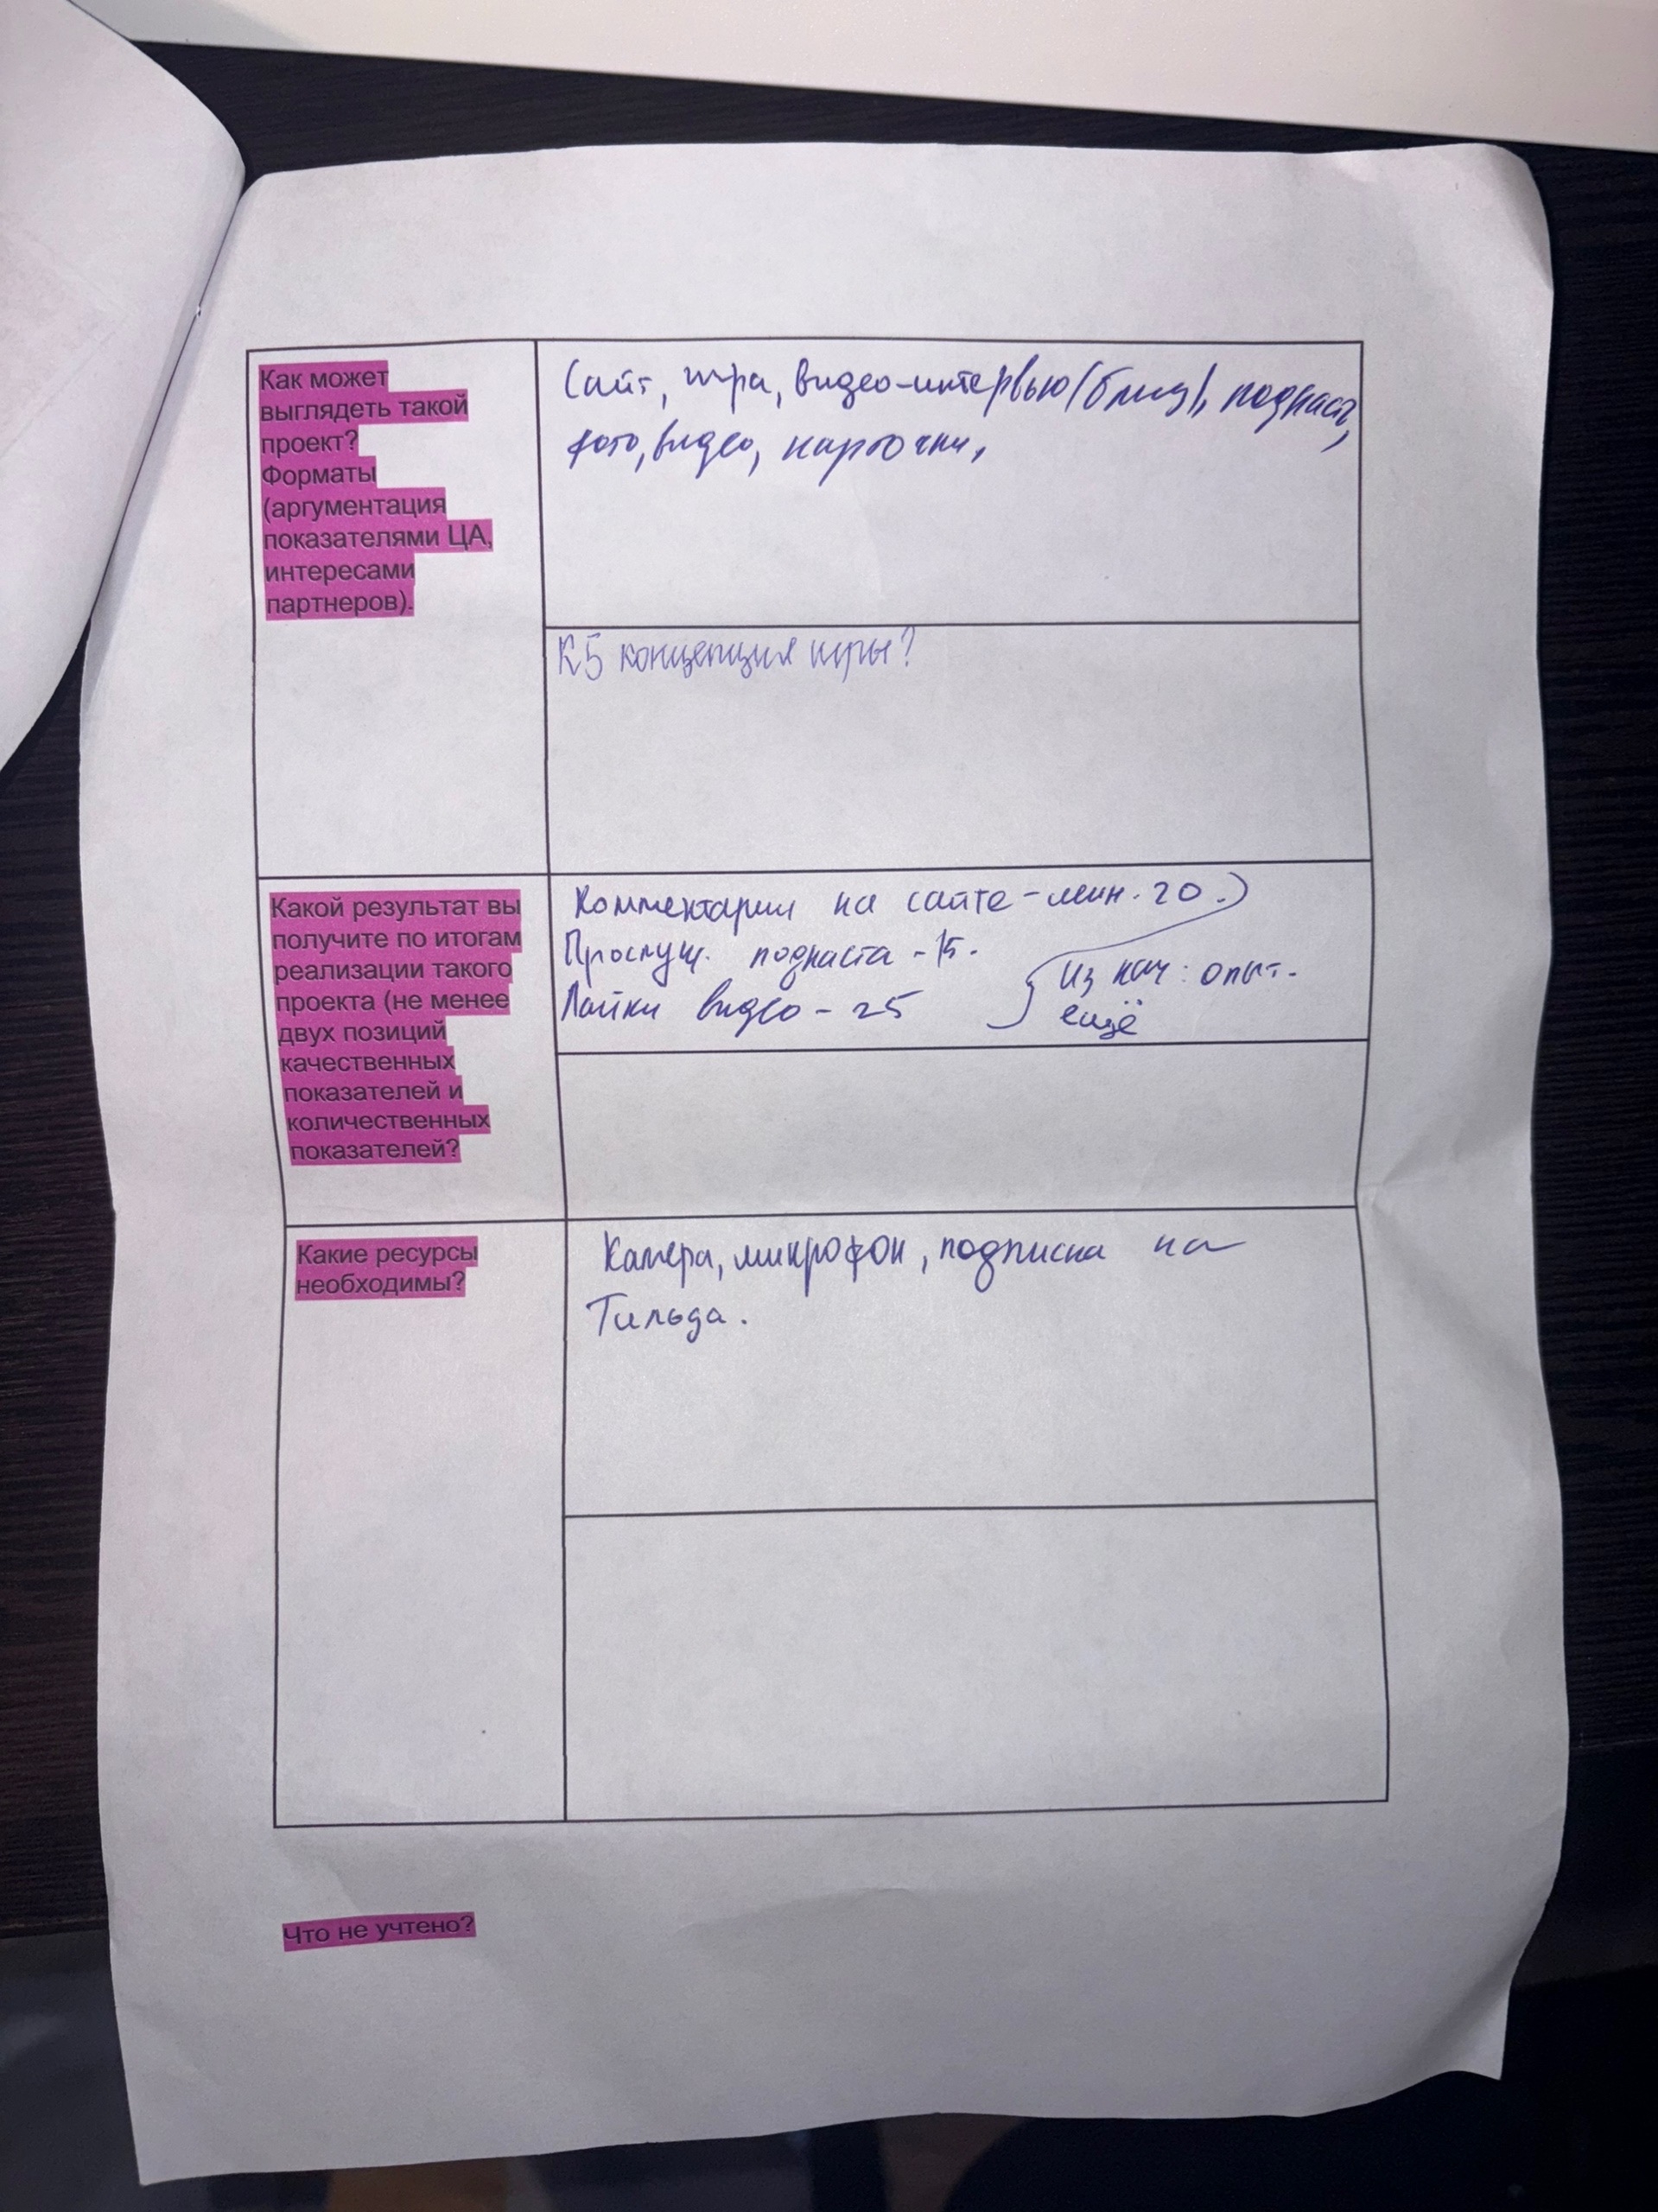 Как может
выглядеть такой
проект?
Форматы
(аргументация
показателями ЦА,
интересами
партнеров).
Сайт, игра, видео-интервью (блиц), подкаст,
фото, видео, карточки,
К5 концепция игры?
Какой результат вы
получите по итогам
реализации такого
проекта (не менее
двух позиций
качественных
показателей и
количественных
показателей?
Комментарии на сайте - мин. 20.
Прослуш. подкаста - 15.
Лайки видео - 25
Из кач: опыт.
ещё
Какие ресурсы
необходимы?
Камера, микрофон, подписка на
Тильда.
Что не учтено?